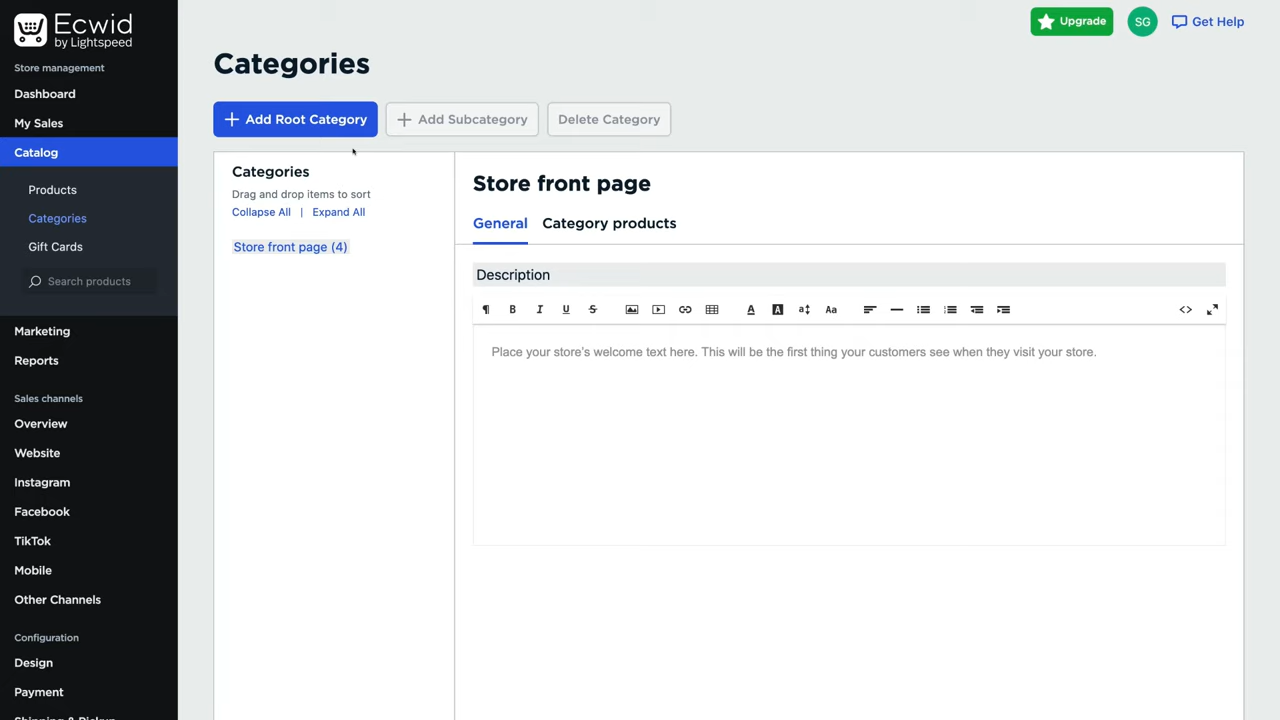 Ecwid
by Lightspeed
Store management
Dashboard
My Sales
Catalog
Products
Categories
Gift Cards
Search products
Marketing
Reports
Sales channels
Overview
Website
Instagram
Facebook
TikTok
Mobile
Other Channels
Configuration
Design
Payment
Shipping & Pickup
Upgrade
SG
Get Help
Categories
+ Add Root Category
+ Add Subcategory
Delete Category
Categories
Drag and drop items to sort
Collapse All | Expand All
Store front page (4)
Store front page
General Category products
Description
¶ B I U S A A Aa <>
Place your store's welcome text here. This will be the first thing your customers see when they visit your store.